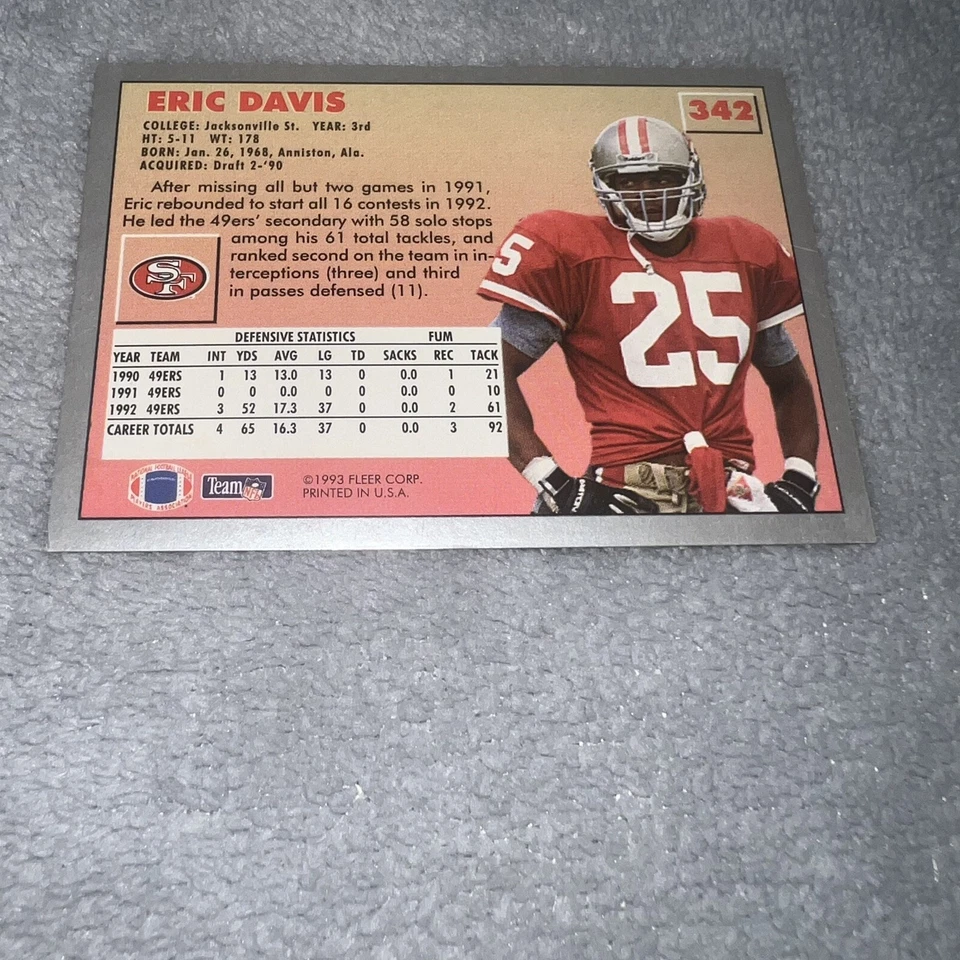 ERIC DAVIS
342
COLLEGE: Jacksonville St. YEAR: 3rd
HT: 5-11 WT: 178
BORN: Jan. 26, 1968, Anniston, Ala.
ACQUIRED: Draft 2-'90
After missing all but two games in 1991,
Eric rebounded to start all 16 contests in 1992.
He led the 49ers' secondary with 58 solo stops
among his 61 total tackles, and
ranked second on the team in in-
terceptions (three) and third
in passes defensed (11).
SF
25
25
DEFENSIVE STATISTICS FUM
YEAR TEAM INT YDS AVG LG TD SACKS REC TACK
1990 49ERS 1 13 13.0 13 0 0.0 1 21
1991 49ERS 0 0 0.0 0 0 0.0 0 10
1992 49ERS 3 52 17.3 37 0 0.0 2 61
CAREER TOTALS 4 65 16.3 37 0 0.0 3 92
NATIONAL FOOTBALL LEAGUE
PLAYERS ASSOCIATION
Team NFL
©1993 FLEER CORP.
PRINTED IN U.S.A.